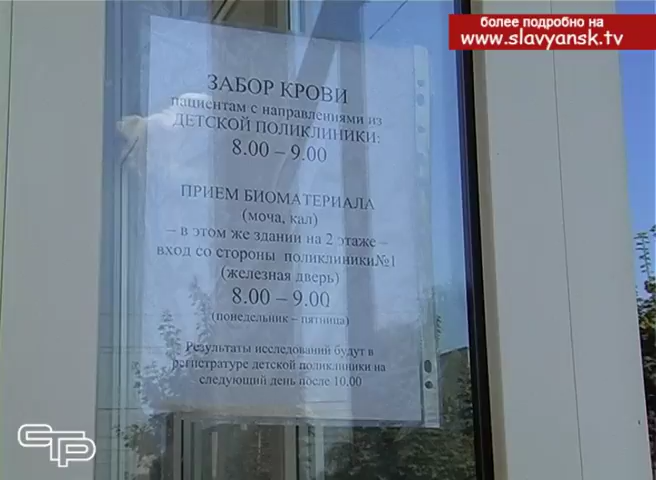 более подробно на
www.slavyansk.tv
ЗАБОР КРОВИ
пациентам с направлениями из
ДЕТСКОЙ ПОЛИКЛИНИКИ:
8.00 – 9.00
ПРИЕМ БИОМАТЕРИАЛА
(моча, кал)
– в этом же здании на 2 этаже –
вход со стороны поликлиники№1
(железная дверь)
8.00 – 9.00
(понедельник – пятница)
Результаты исследований будут в
регистратуре детской поликлиники на
следующий день после 10.00
СТР